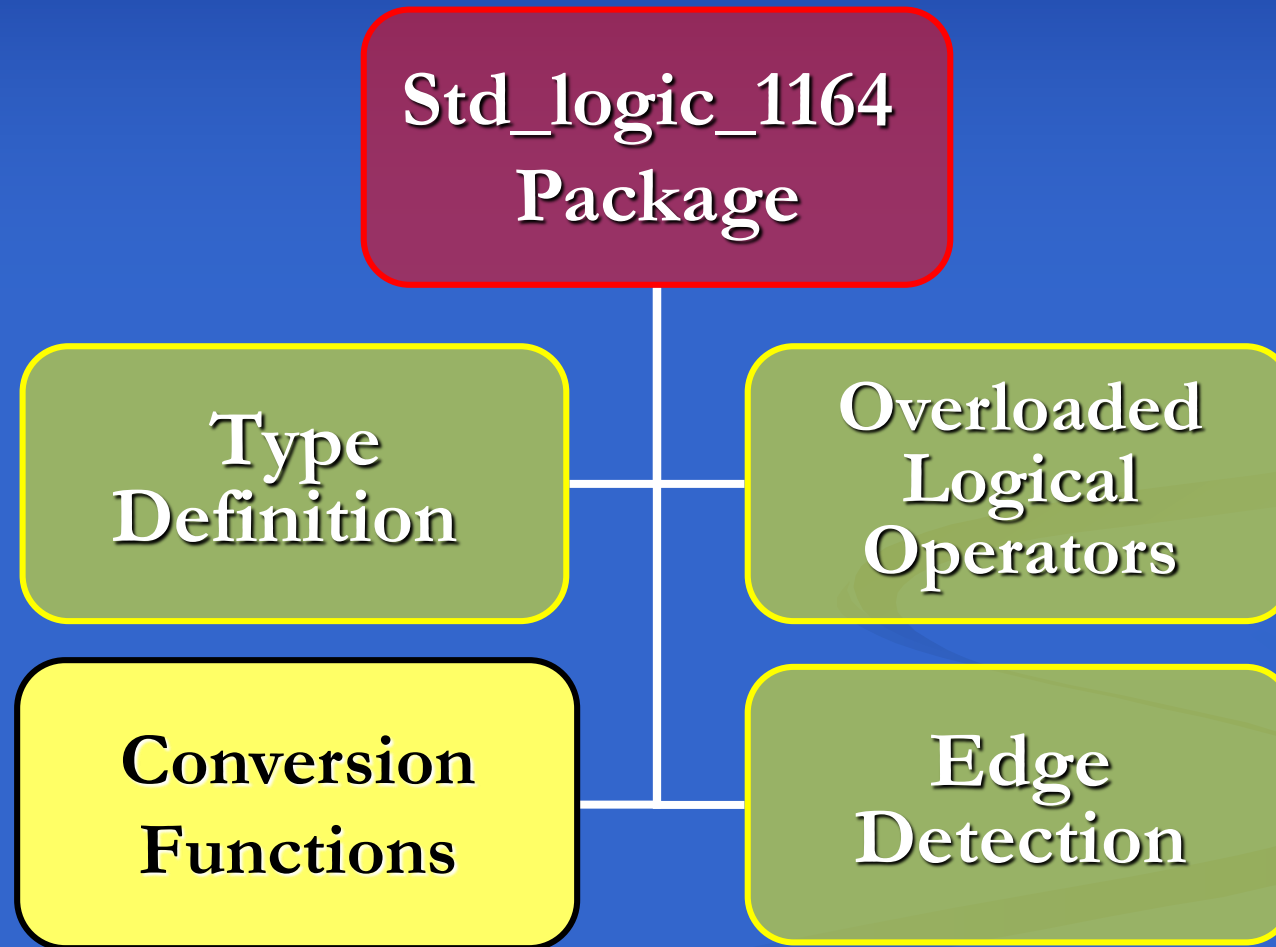 Std_logic_1164
Package
Type
Definition
Overloaded
Logical
Operators
Conversion
Functions
Edge
Detection